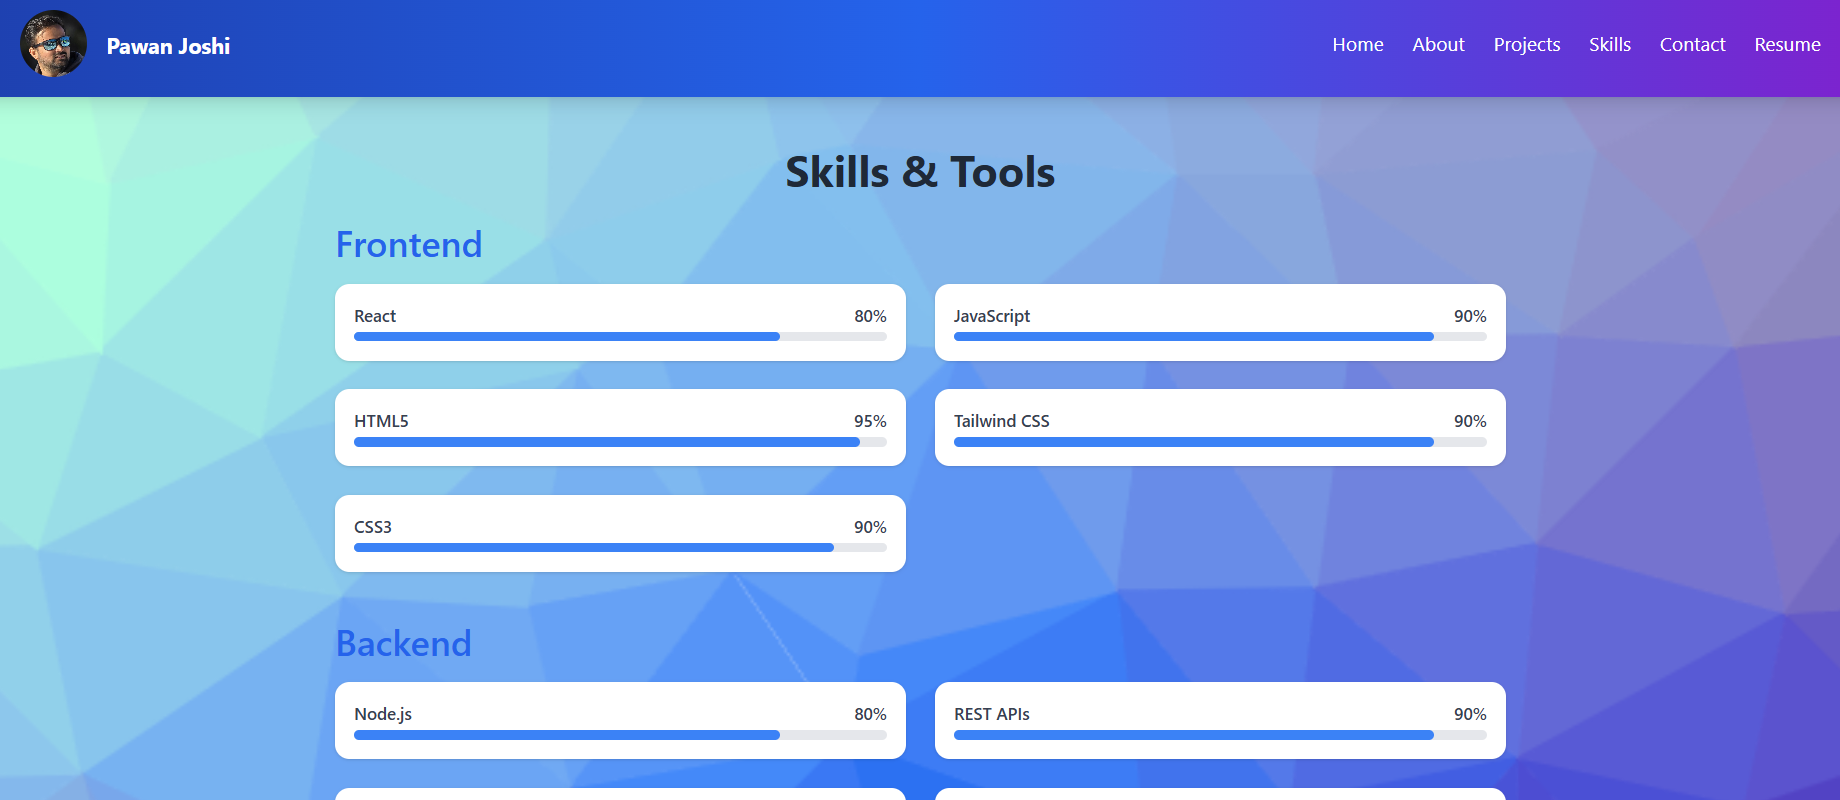 Pawan Joshi
Home About Projects Skills Contact Resume
Skills & Tools
Frontend
React 80%
JavaScript 90%
HTML5 95%
Tailwind CSS 90%
CSS3 90%
Backend
Node.js 80%
REST APIs 90%